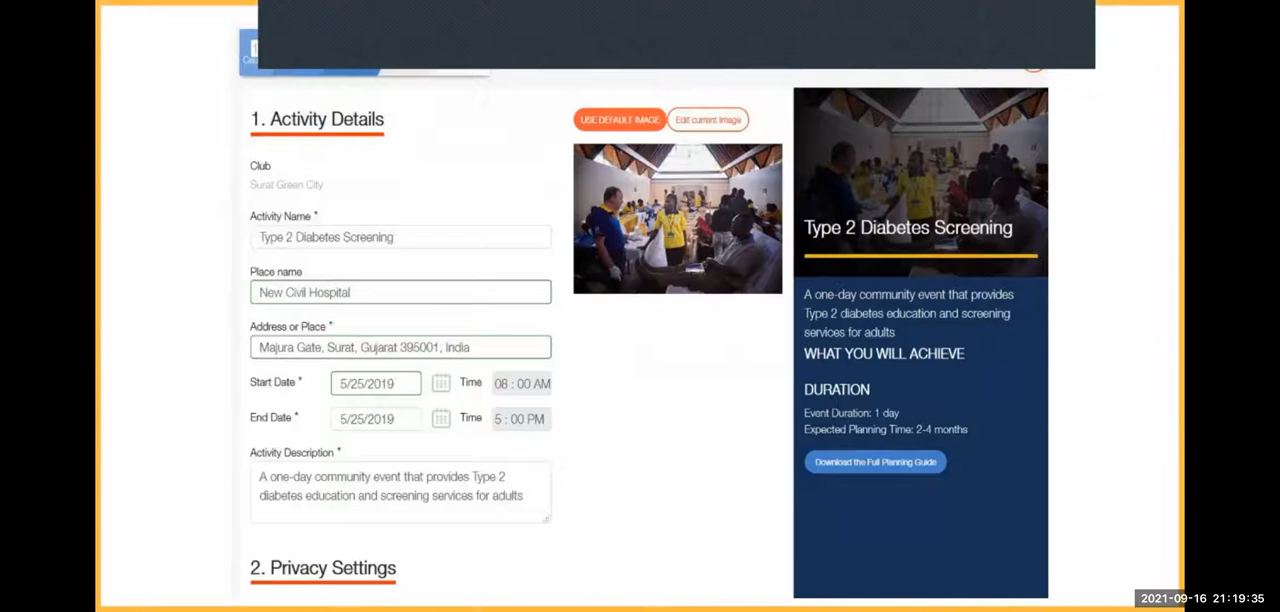 1. Activity Details
Club
Surat Green City
Activity Name *
Type 2 Diabetes Screening
Place name
New Civil Hospital
Address or Place *
Majura Gate, Surat, Gujarat 395001, India
Start Date *
5/25/2019
Time
08 : 00 AM
End Date *
5/25/2019
Time
5 : 00 PM
Activity Description *
A one-day community event that provides Type 2
diabetes education and screening services for adults
2. Privacy Settings
USE DEFAULT IMAGE
Edit current Image
Type 2 Diabetes Screening
A one-day community event that provides
Type 2 diabetes education and screening
services for adults
WHAT YOU WILL ACHIEVE
DURATION
Event Duration: 1 day
Expected Planning Time: 2-4 months
Download the Full Planning Guide
2021-09-16 21:19:35